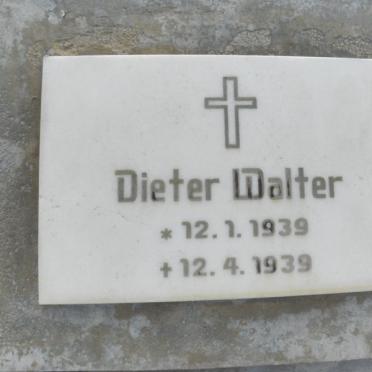 Dieter Walter
* 12.1.1939
+ 12.4.1939